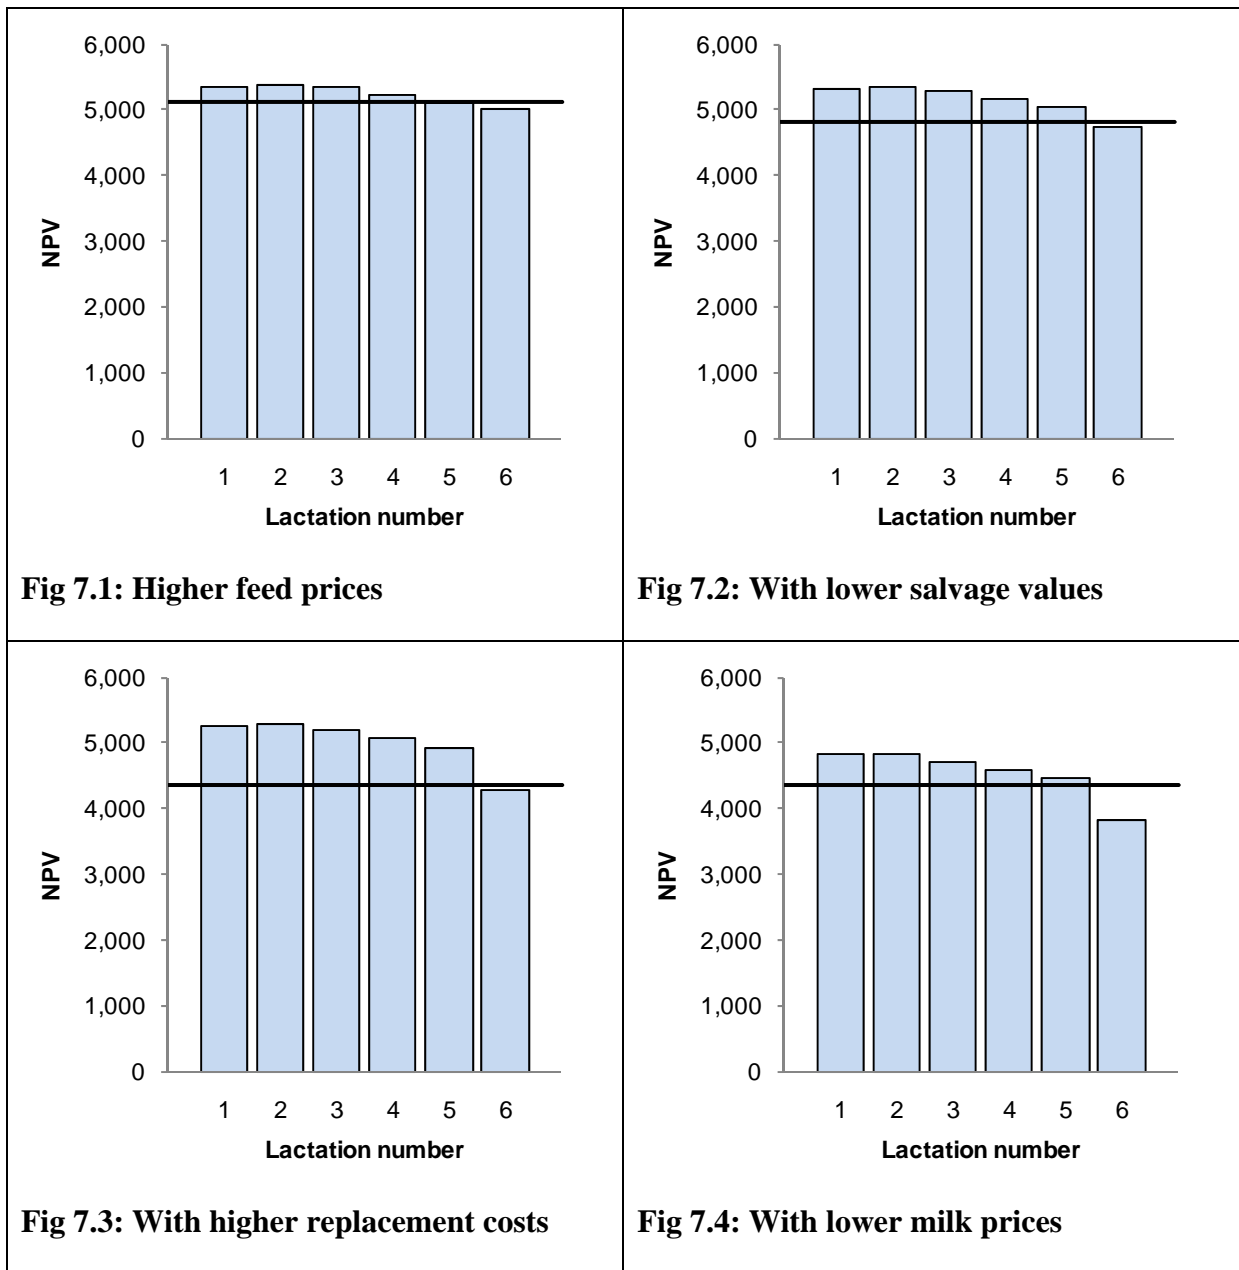 6,000
5,000
4,000
3,000
2,000
1,000
0
NPV
1 2 3 4 5 6
Lactation number
Fig 7.1: Higher feed prices
6,000
5,000
4,000
3,000
2,000
1,000
0
NPV
1 2 3 4 5 6
Lactation number
Fig 7.2: With lower salvage values
6,000
5,000
4,000
3,000
2,000
1,000
0
NPV
1 2 3 4 5 6
Lactation number
Fig 7.3: With higher replacement costs
6,000
5,000
4,000
3,000
2,000
1,000
0
NPV
1 2 3 4 5 6
Lactation number
Fig 7.4: With lower milk prices